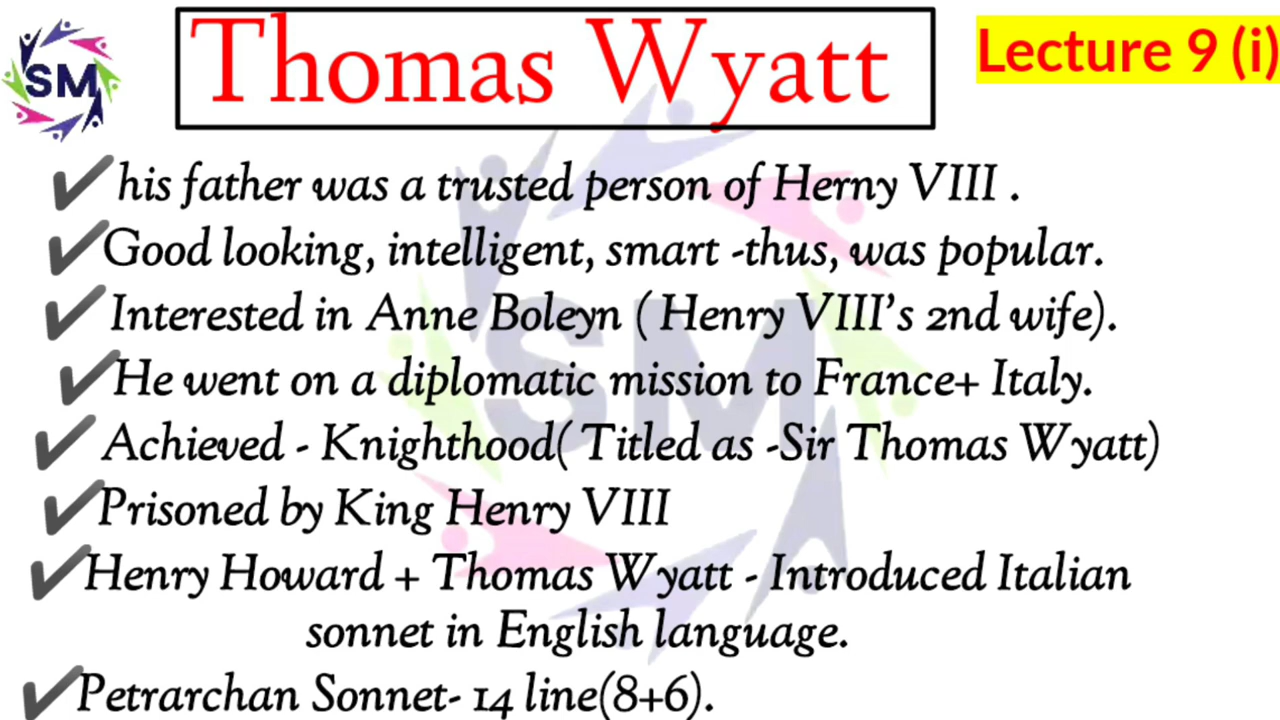 SM
Thomas Wyatt
Lecture 9 (i)
✔his father was a trusted person of Herny VIII .
✔Good looking, intelligent, smart -thus, was popular.
✔Interested in Anne Boleyn ( Henry VIII's 2nd wife).
✔He went on a diplomatic mission to France+ Italy.
✔Achieved - Knighthood( Titled as -Sir Thomas Wyatt)
✔Prisoned by King Henry VIII
✔Henry Howard + Thomas Wyatt - Introduced Italian
sonnet in English language.
✔Petrarchan Sonnet- 14 line(8+6).
SM